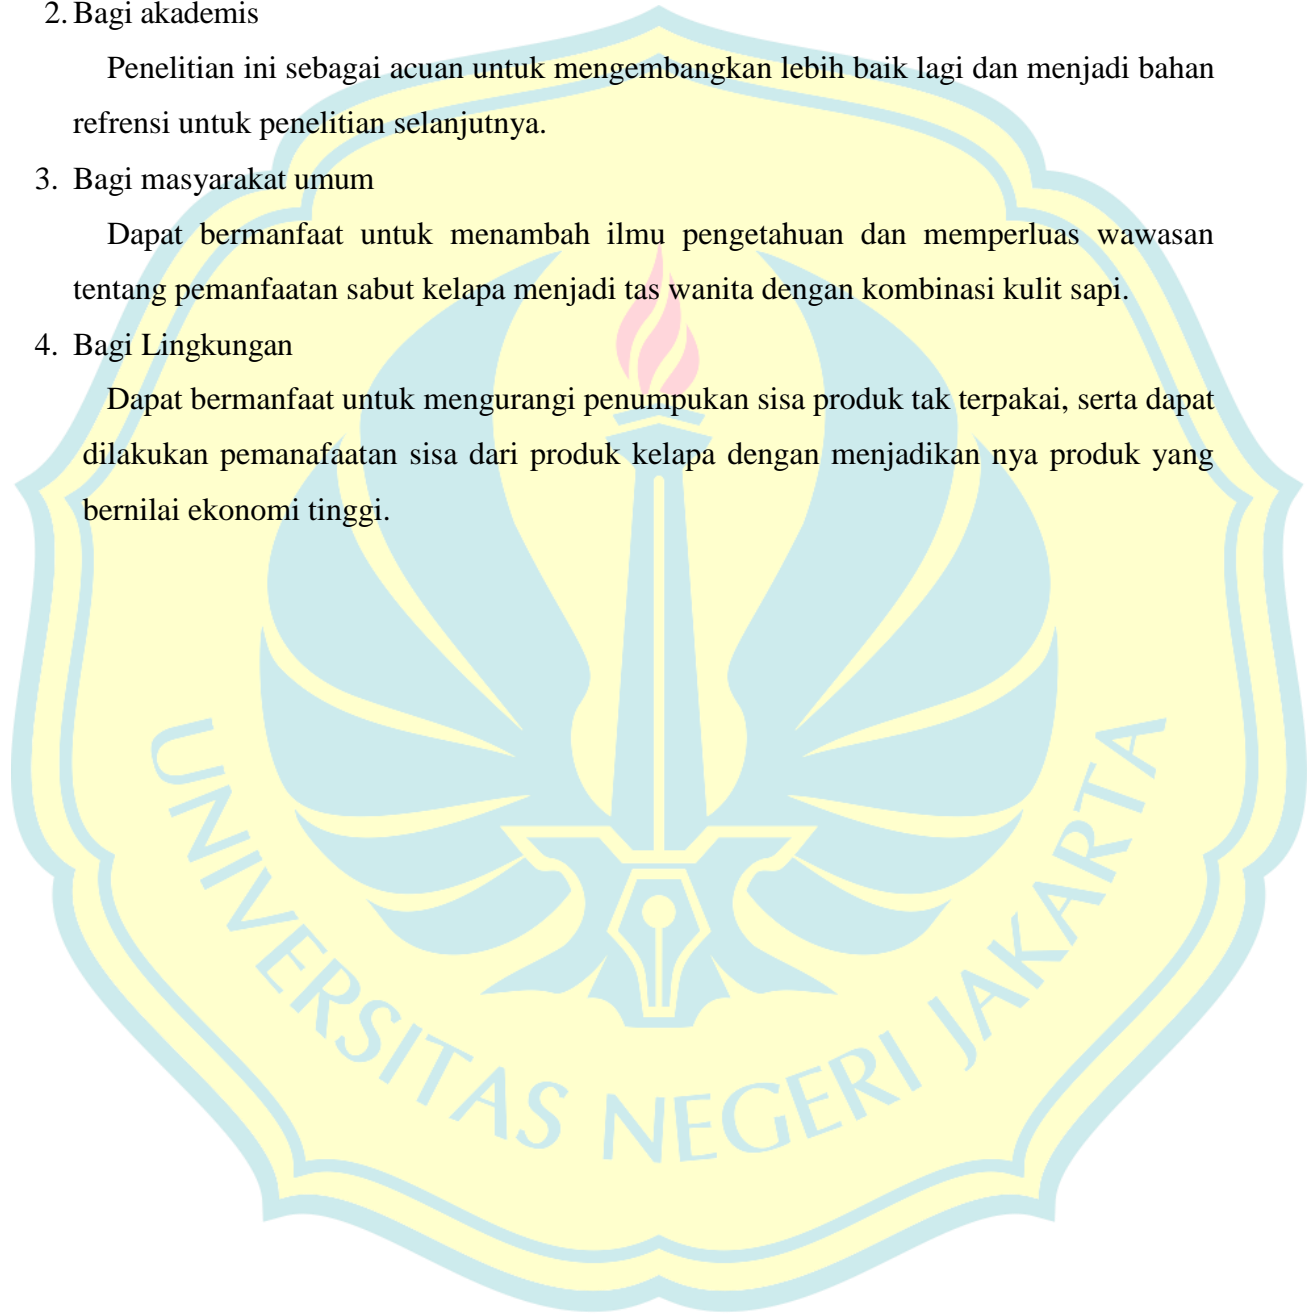 2. Bagi akademis
Penelitian ini sebagai acuan untuk mengembangkan lebih baik lagi dan menjadi bahan
refrensi untuk penelitian selanjutnya.
3. Bagi masyarakat umum
Dapat bermanfaat untuk menambah ilmu pengetahuan dan memperluas wawasan
tentang pemanfaatan sabut kelapa menjadi tas wanita dengan kombinasi kulit sapi.
4. Bagi Lingkungan
Dapat bermanfaat untuk mengurangi penumpukan sisa produk tak terpakai, serta dapat
dilakukan pemanafaatan sisa dari produk kelapa dengan menjadikan nya produk yang
bernilai ekonomi tinggi.
UNIVERSITAS NEGERI JAKARTA